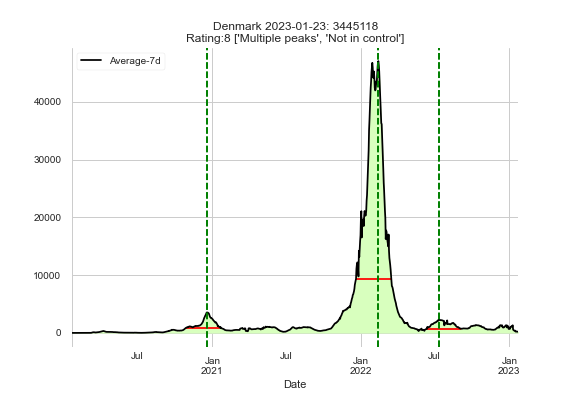 Denmark 2023-01-23: 3445118
Rating:8 ['Multiple peaks', 'Not in control']
Average-7d
40000
30000
20000
10000
0
Jul
Jan
2021
Jul
Jan
2022
Jul
Jan
2023
Date